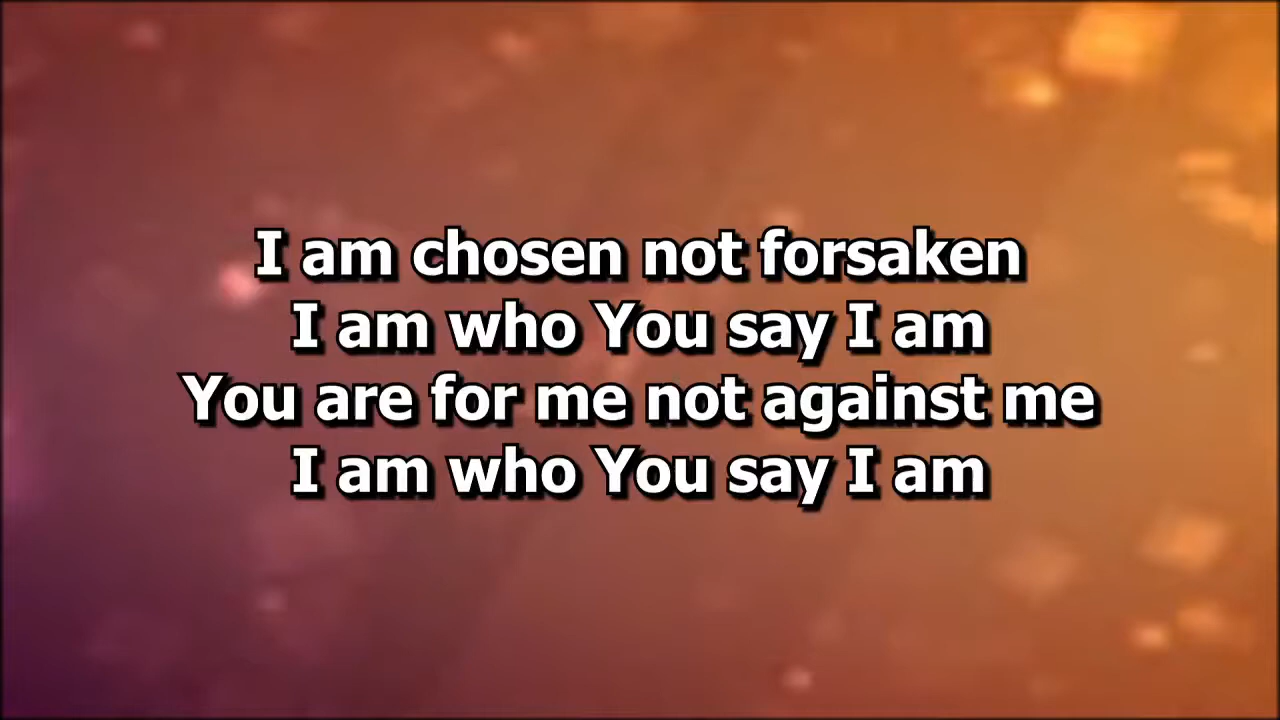 I am chosen not forsaken
I am who You say I am
You are for me not against me
I am who You say I am